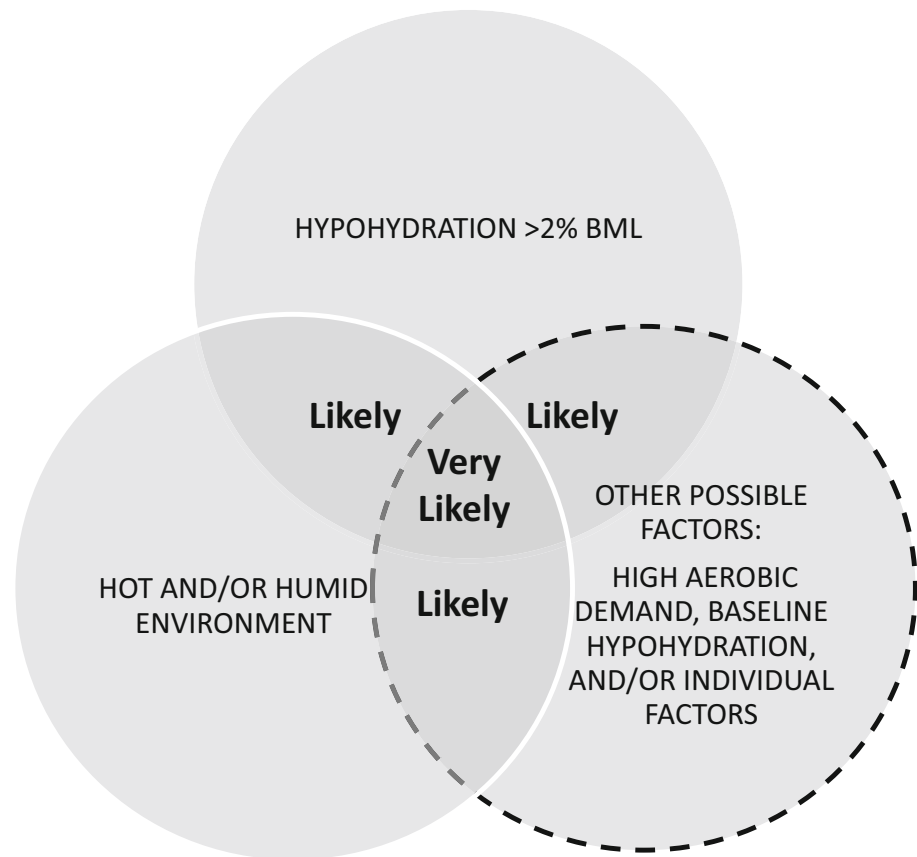 HYPOHYDRATION >2% BML
Likely
Likely
Very
Likely
OTHER POSSIBLE
FACTORS:
HIGH AEROBIC
DEMAND, BASELINE
HYPOHYDRATION,
AND/OR INDIVIDUAL
FACTORS
HOT AND/OR HUMID
ENVIRONMENT
Likely